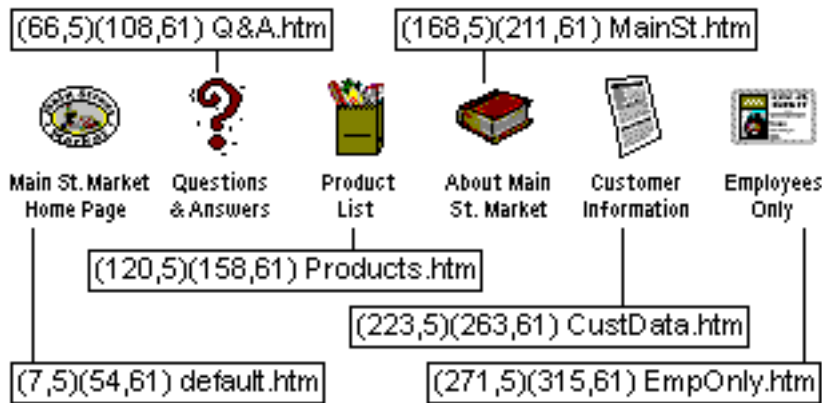 (66,5)(108,61) Q&A.htm
(168,5)(211,61) MainSt.htm
Main St. Market
Home Page
Questions
& Answers
Product
List
About Main
St. Market
Customer
Information
Employees
Only
(120,5)(158,61) Products.htm
(223,5)(263,61) CustData.htm
(7,5)(54,61) default.htm
(271,5)(315,61) EmpOnly.htm